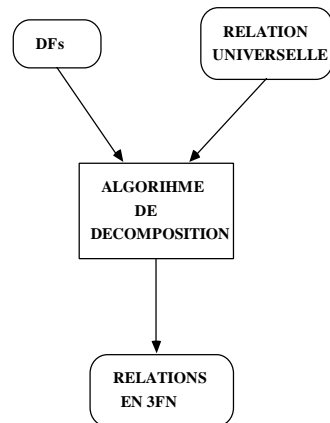 DFs
RELATION
UNIVERSELLE
ALGORIHME
DE
DECOMPOSITION
RELATIONS
EN 3FN